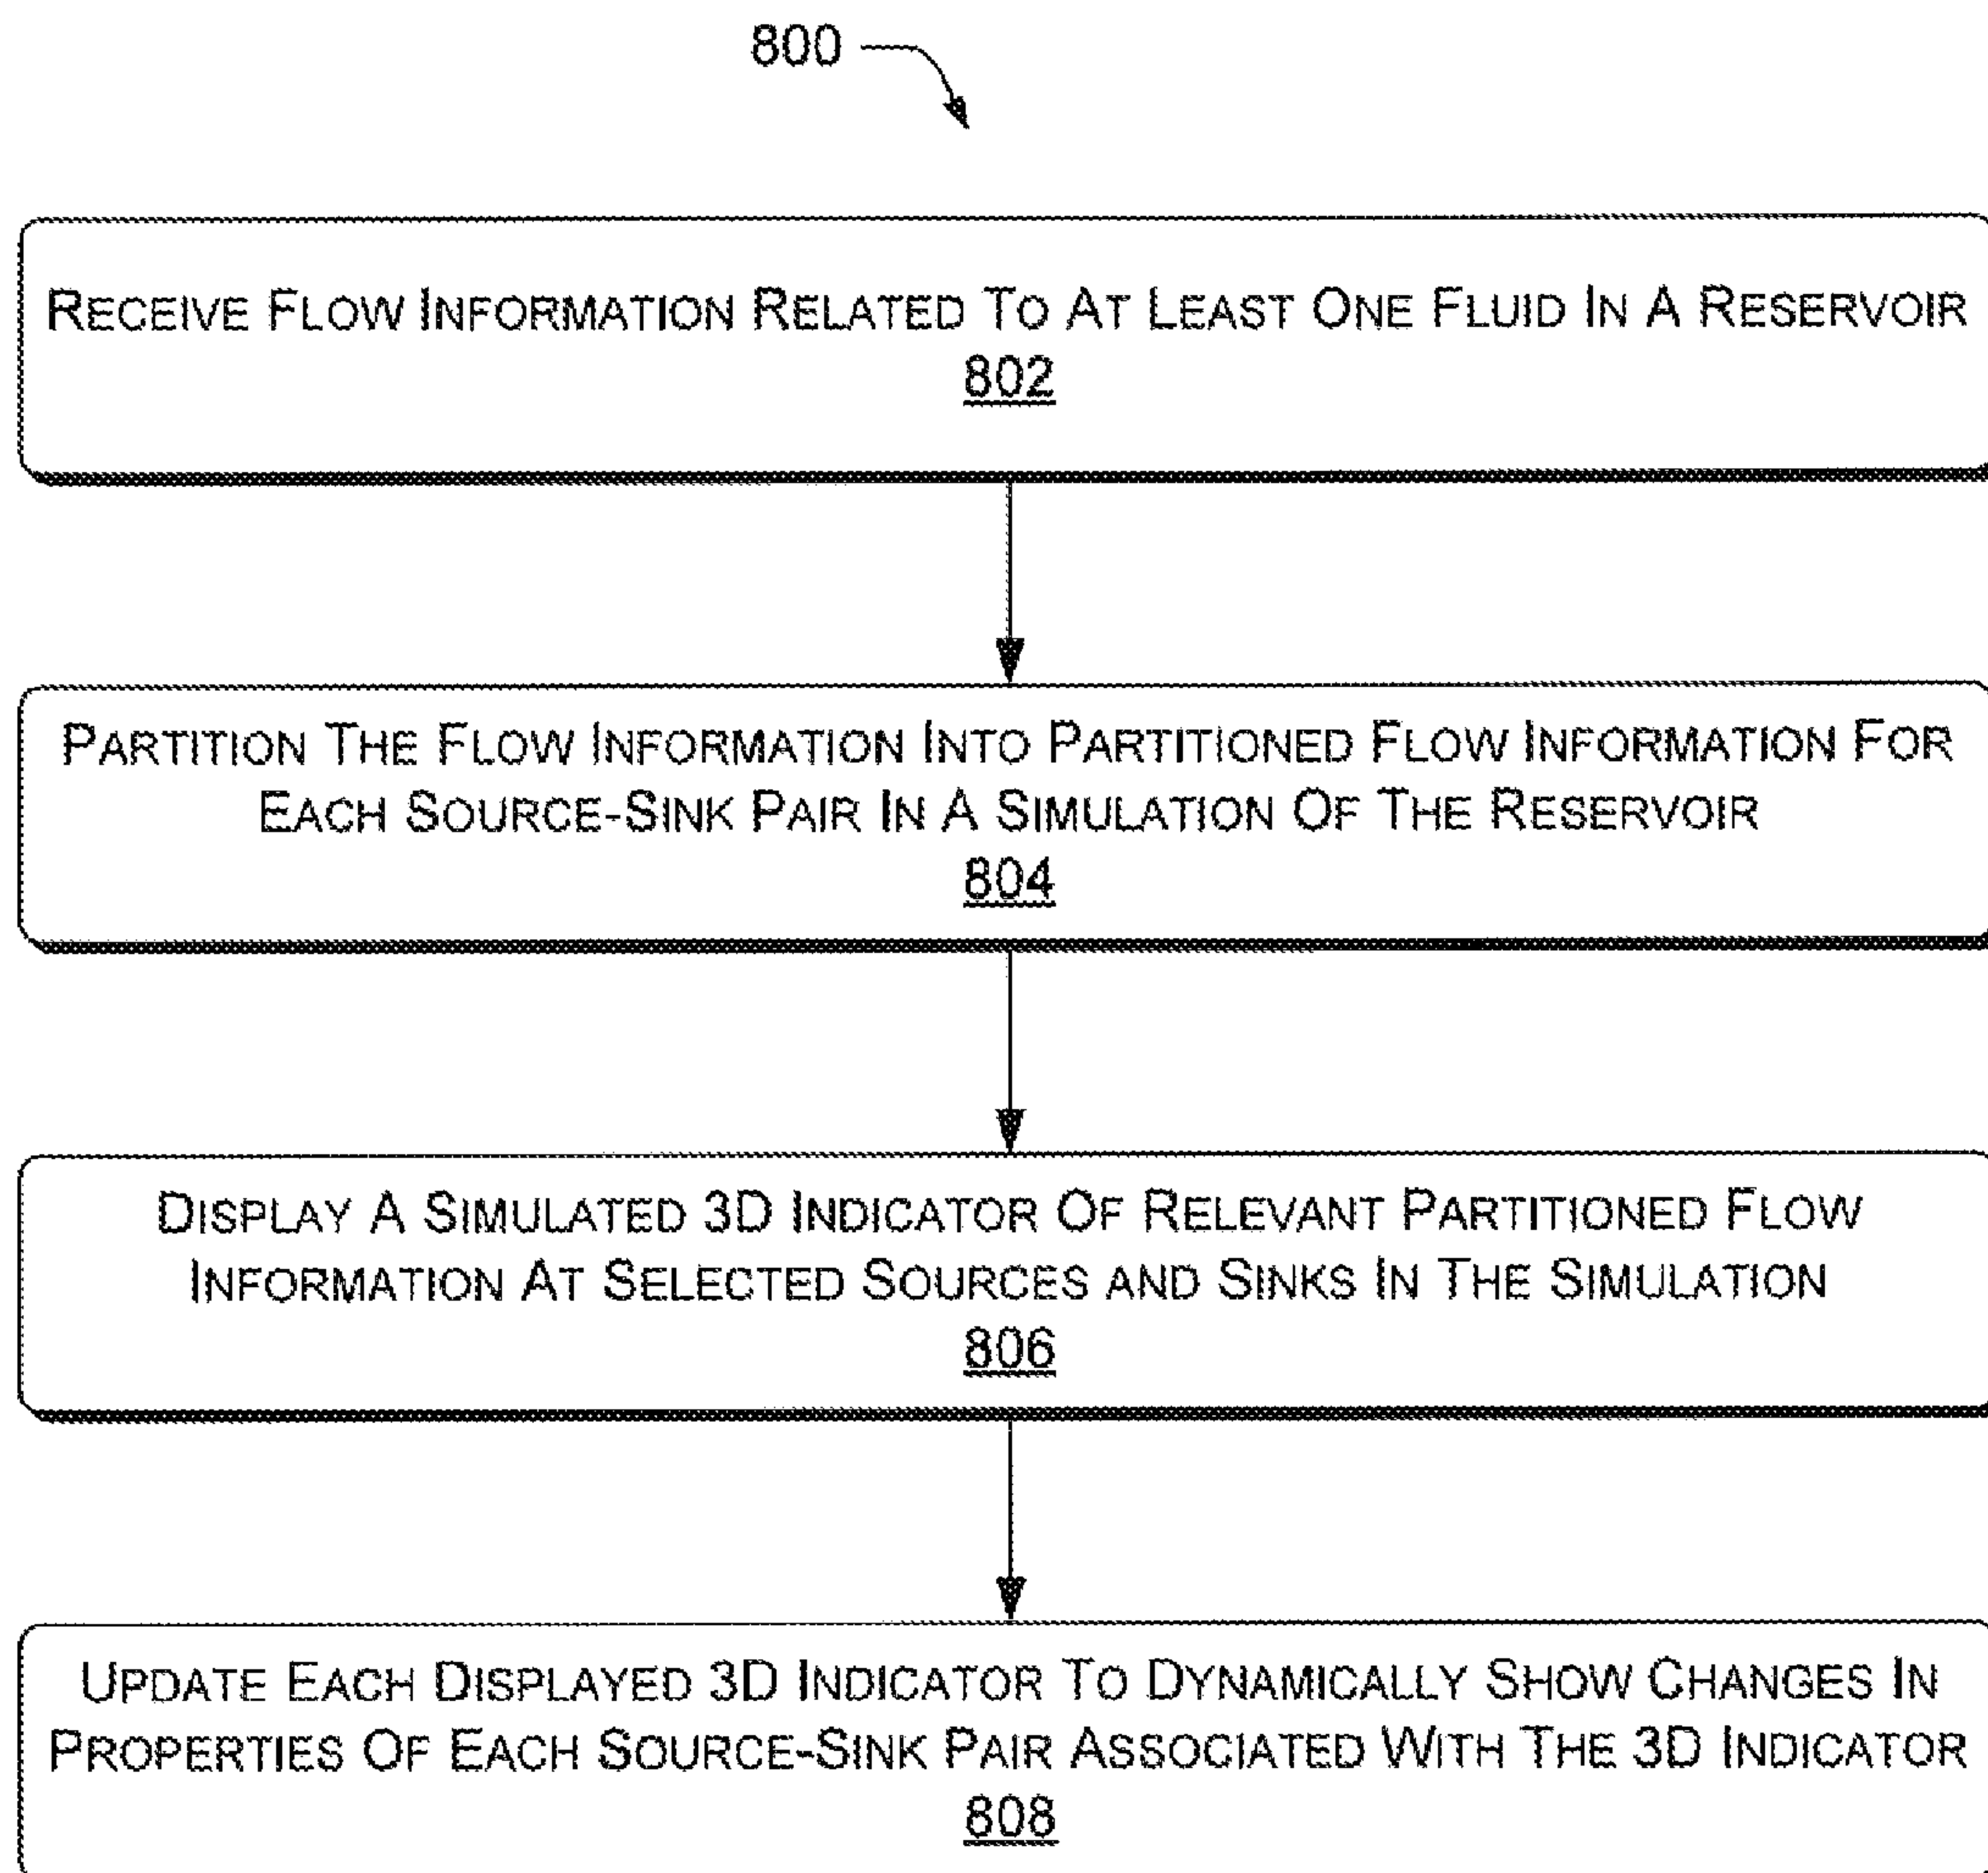 800
RECEIVE FLOW INFORMATION RELATED TO AT LEAST ONE FLUID IN A RESERVOIR
802
PARTITION THE FLOW INFORMATION INTO PARTITIONED FLOW INFORMATION FOR
EACH SOURCE-SINK PAIR IN A SIMULATION OF THE RESERVOIR
804
DISPLAY A SIMULATED 3D INDICATOR OF RELEVANT PARTITIONED FLOW
INFORMATION AT SELECTED SOURCES AND SINKS IN THE SIMULATION
806
UPDATE EACH DISPLAYED 3D INDICATOR TO DYNAMICALLY SHOW CHANGES IN
PROPERTIES OF EACH SOURCE-SINK PAIR ASSOCIATED WITH THE 3D INDICATOR
808